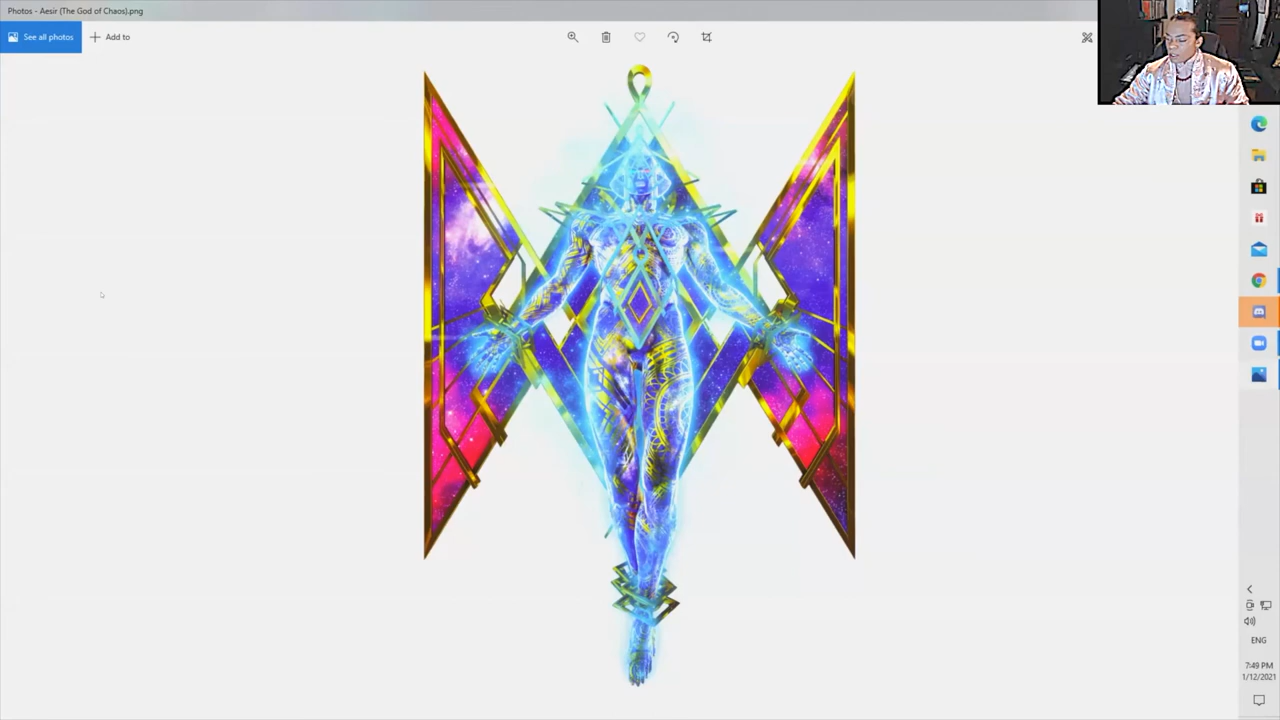 Photos - Aesir (The God of Chaos).png
See all photos
Add to
ENG
7:49 PM
1/12/2021